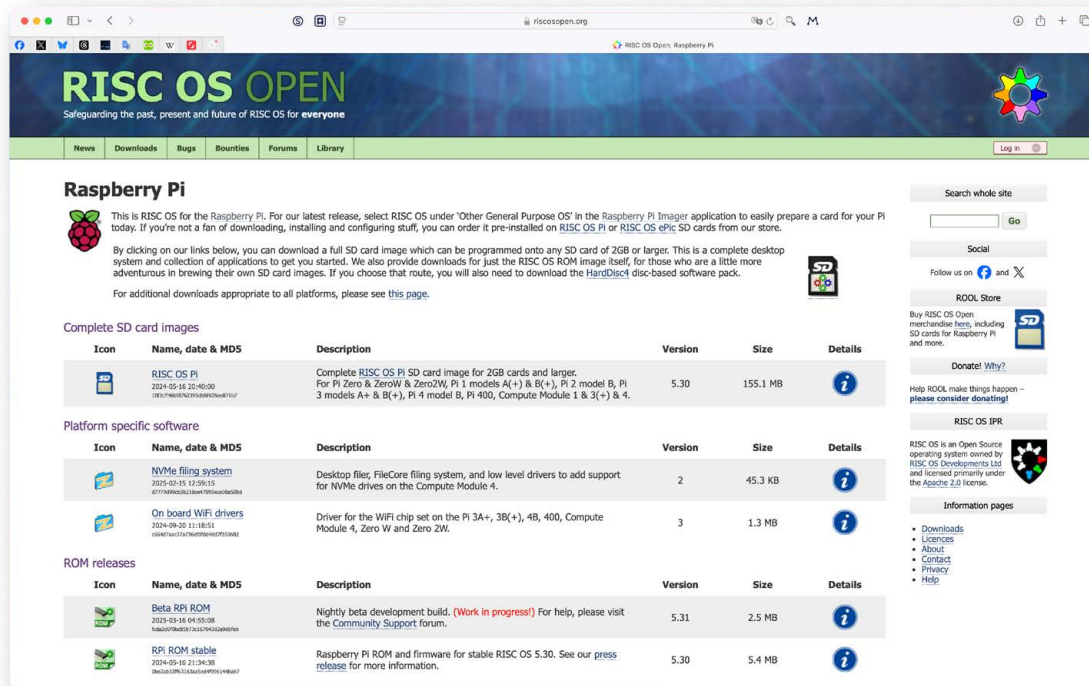 riscosopen.org
RISC OS Open: Raspberry Pi
RISC OS OPEN
Safeguarding the past, present and future of RISC OS for everyone
News Downloads Bugs Bounties Forums Library
Log in
Raspberry Pi
This is RISC OS for the Raspberry Pi. For our latest release, select RISC OS under 'Other General Purpose OS' in the Raspberry Pi Imager application to easily prepare a card for your Pi
today. If you're not a fan of downloading, installing and configuring stuff, you can order it pre-installed on RISC OS Pi or RISC OS ePic SD cards from our store.
By clicking on our links below, you can download a full SD card image which can be programmed onto any SD card of 2GB or larger. This is a complete desktop
system and collection of applications to get you started. We also provide downloads for just the RISC OS ROM image itself, for those who are a little more
adventurous in brewing their own SD card images. If you choose that route, you will also need to download the HardDisc4 disc-based software pack.
For additional downloads appropriate to all platforms, please see this page.
Complete SD card images
Icon Name, date & MD5 Description Version Size Details
RISC OS Pi
2024-05-16 20:40:00
Complete RISC OS Pi SD card image for 2GB cards and larger.
For Pi Zero & ZeroW & Zero2W, Pi 1 models A(+) & B(+), Pi 2 model B, Pi
3 models A+ & B(+), Pi 4 model B, Pi 400, Compute Module 1 & 3(+) & 4.
5.30 155.1 MB
Platform specific software
Icon Name, date & MD5 Description Version Size Details
NVMe filing system
2025-02-15 12:59:15
Desktop filer, FileCore filing system, and low level drivers to add support
for NVMe drives on the Compute Module 4.
2 45.3 KB
On board WiFi drivers
2024-09-20 11:18:51
Driver for the WiFi chip set on the Pi 3A+, 3B(+), 4B, 400, Compute
Module 4, Zero W and Zero 2W.
3 1.3 MB
ROM releases
Icon Name, date & MD5 Description Version Size Details
Beta RPi ROM
2025-03-16 04:55:08
Nightly beta development build. (Work in progress!) For help, please visit
the Community Support forum.
5.31 2.5 MB
RPi ROM stable
2024-05-16 21:34:38
Raspberry Pi ROM and firmware for stable RISC OS 5.30. See our press
release for more information.
5.30 5.4 MB
Search whole site
Go
Social
Follow us on and
ROOL Store
Buy RISC OS Open
merchandise here, including
SD cards for Raspberry Pi
and more.
Donate! Why?
Help ROOL make things happen –
please consider donating!
RISC OS IPR
RISC OS is an Open Source
operating system owned by
RISC OS Developments Ltd
and licensed primarily under
the Apache 2.0 license.
Information pages
Downloads
Licences
About
Contact
Privacy
Help